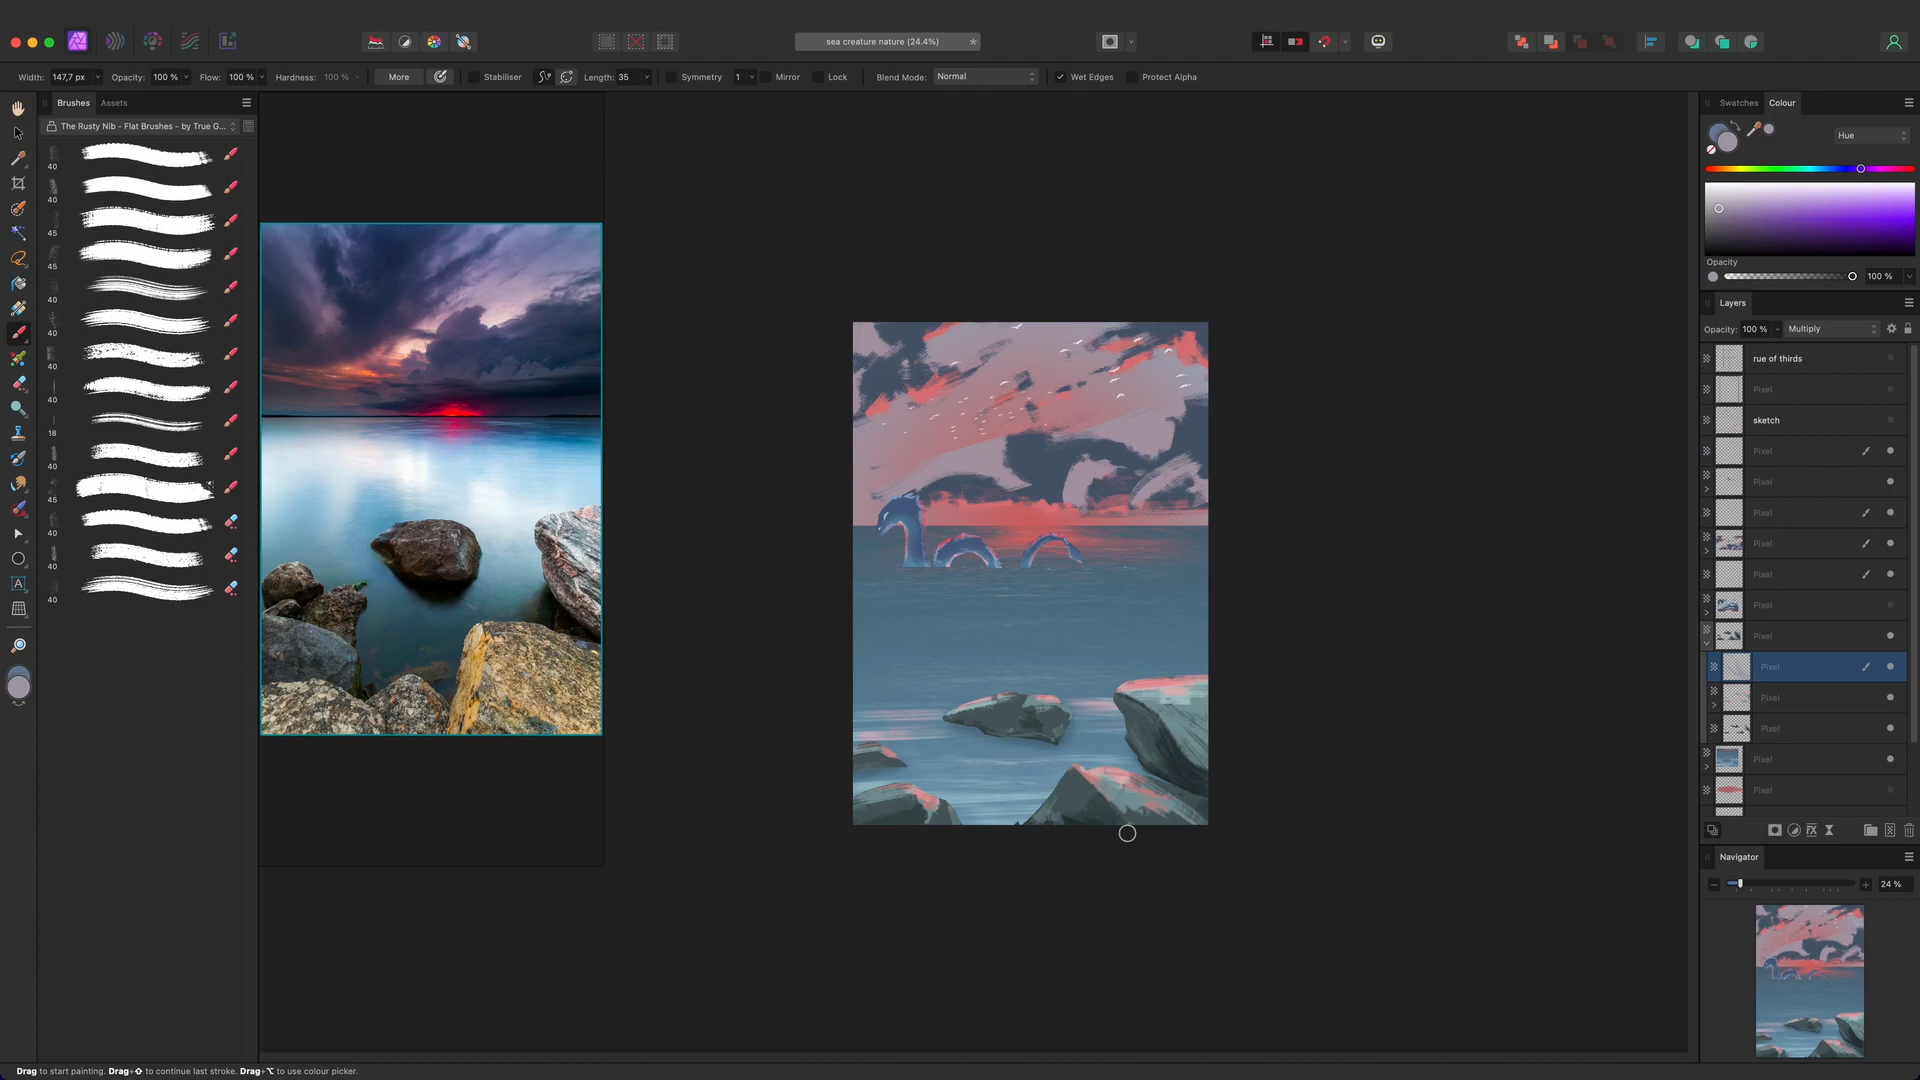 sea creature nature (24.4%)
Width: 147,7 px Opacity: 100 % Flow: 100 % Hardness: 100 % More Stabiliser Length: 35 Symmetry 1 Mirror Lock Blend Mode: Normal Wet Edges Protect Alpha
Brushes Assets
The Rusty Nib - Flat Brushes - by True G...
40
40
45
45
40
40
40
40
18
40
45
40
40
40
Swatches Colour
Hue
Opacity
100 %
Layers
Opacity: 100 % Multiply
rue of thirds
Pixel
sketch
Pixel
Pixel
Pixel
Pixel
Pixel
Pixel
Pixel
Pixel
Pixel
Pixel
Pixel
Pixel
Navigator
24 %
Drag to start painting. Drag+⇧ to continue last stroke. Drag+⌥ to use colour picker.